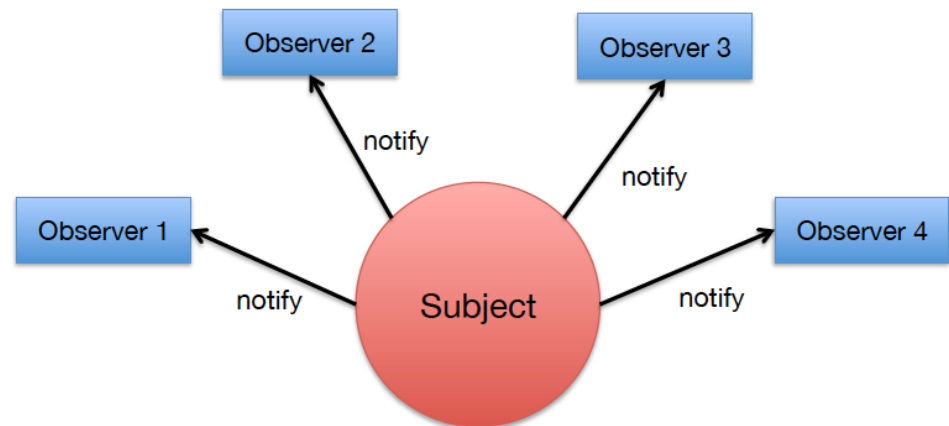 Observer 2
Observer 3
notify
notify
Observer 1
Observer 4
notify
notify
Subject